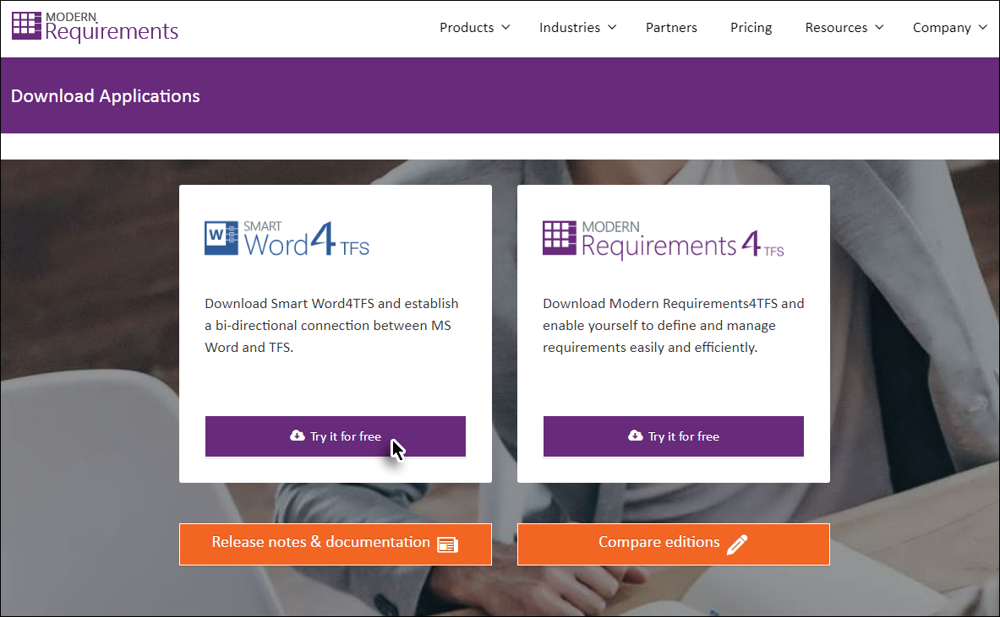 MODERN
Requirements
Products
Industries
Partners
Pricing
Resources
Company
Download Applications
W
SMART
Word4 TFS
Download Smart Word4TFS and establish
a bi-directional connection between MS
Word and TFS.
Try it for free
MODERN
Requirements 4 TFS
Download Modern Requirements4TFS and
enable yourself to define and manage
requirements easily and efficiently.
Try it for free
Release notes & documentation
Compare editions